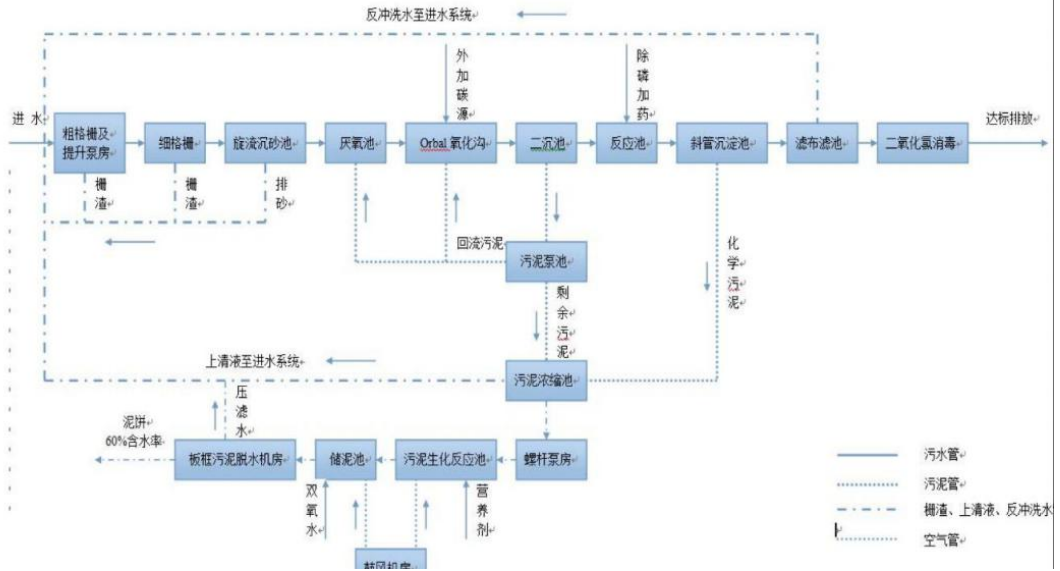 反冲洗水至进水系统
外加碳源
除磷加药
进水
达标排放
粗格栅及
提升泵房
细格栅
旋流沉砂池
厌氧池
Orbal 氧化沟
二沉池
反应池
斜管沉淀池
滤布滤池
二氧化氯消毒
栅渣
栅渣
排砂
回流污泥
污泥泵池
化学污泥
剩余污泥
上清液至进水系统
污泥浓缩池
压滤水
泥饼
60%含水率
板框污泥脱水机房
储泥池
污泥生化反应池
螺杆泵房
双氧水
营养剂
鼓风机房
污水管
污泥管
栅渣、上清液、反冲洗水
空气管